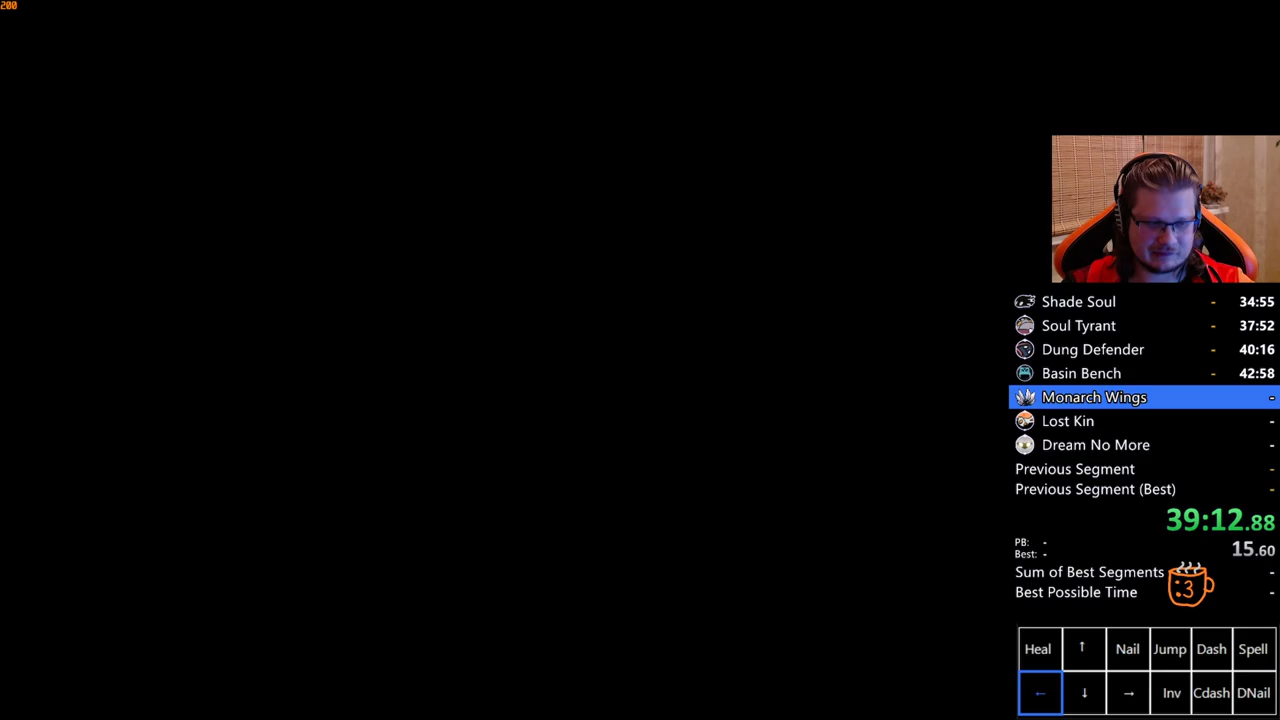 200
Shade Soul - 34:55
Soul Tyrant - 37:52
Dung Defender - 40:16
Basin Bench - 42:58
Monarch Wings -
Lost Kin -
Dream No More -
Previous Segment -
Previous Segment (Best) -
39:12.88
PB: -
Best: -
15.60
Sum of Best Segments -
Best Possible Time -
:3
Heal ↑ Nail Jump Dash Spell
← ↓ → Inv Cdash DNail